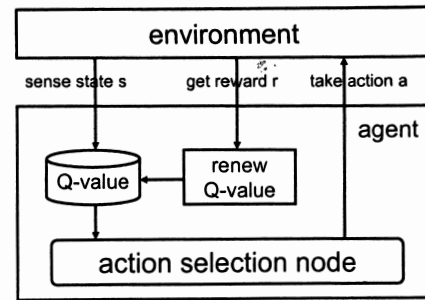 environment
sense state s get reward r take action a
agent
Q-value
renew
Q-value
action selection node